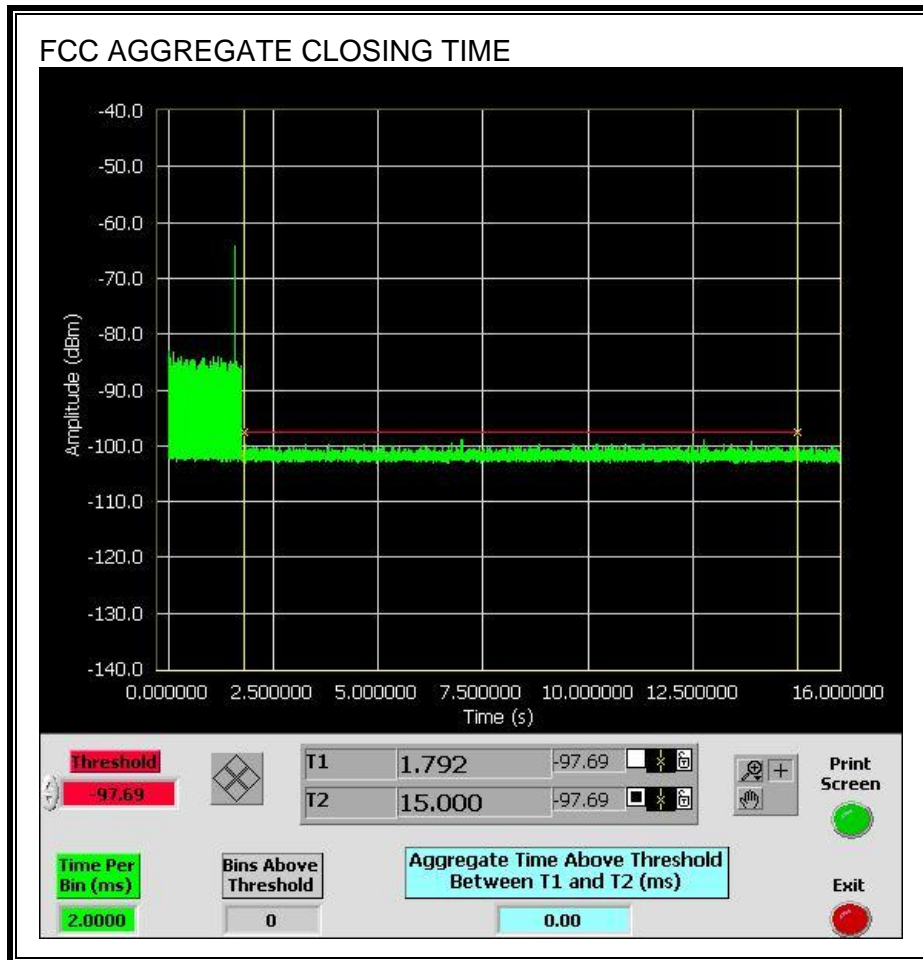 FCC AGGREGATE CLOSING TIME
-40.0
-50.0
-60.0
-70.0
-80.0
-90.0
-100.0
-110.0
-120.0
-130.0
-140.0
Amplitude (dBm)
0.000000 2.500000 5.000000 7.500000 10.000000 12.500000 16.000000
Time (s)
Threshold
-97.69
T1 1.792 -97.69
T2 15.000 -97.69
Print
Screen
Time Per
Bin (ms)
2.0000
Bins Above
Threshold
0
Aggregate Time Above Threshold
Between T1 and T2 (ms)
0.00
Exit